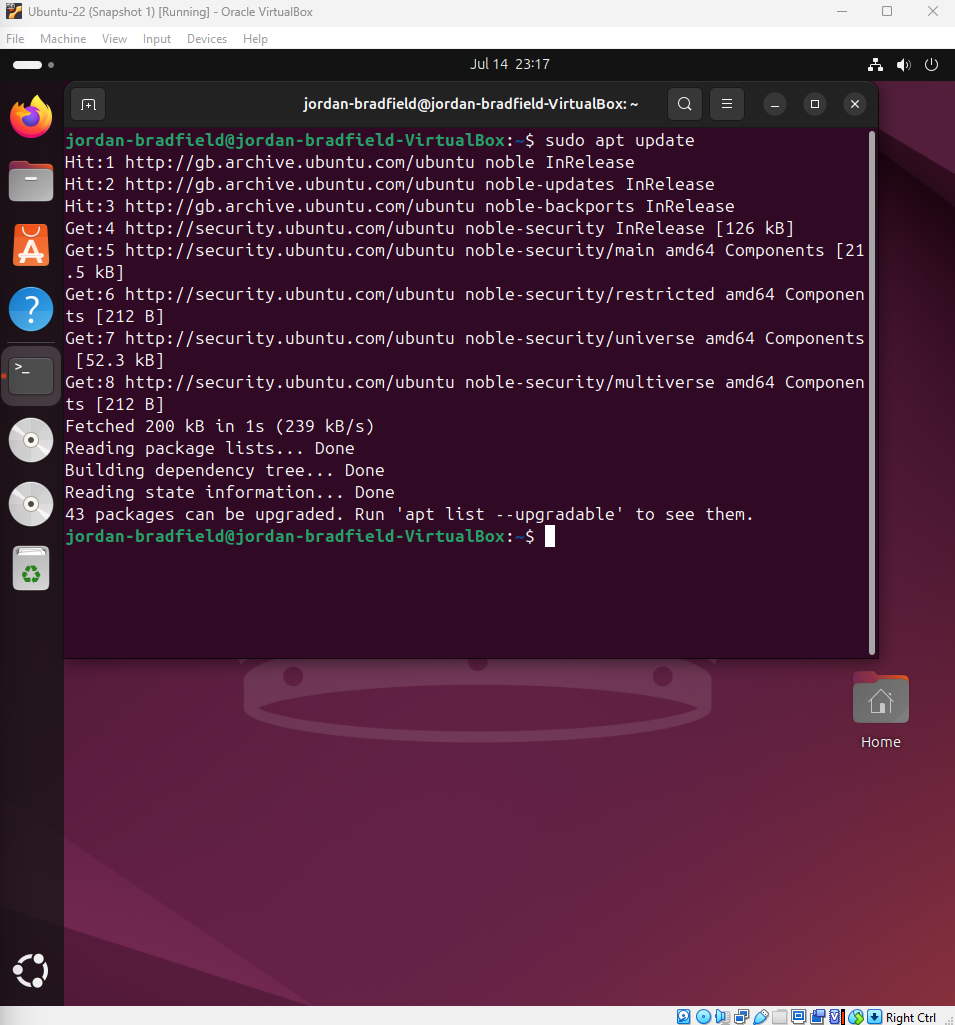 Ubuntu-22 (Snapshot 1) [Running] - Oracle VirtualBox
File Machine View Input Devices Help
Jul 14 23:17
jordan-bradfield@jordan-bradfield-VirtualBox: ~
jordan-bradfield@jordan-bradfield-VirtualBox:~$ sudo apt update
Hit:1 http://gb.archive.ubuntu.com/ubuntu noble InRelease
Hit:2 http://gb.archive.ubuntu.com/ubuntu noble-updates InRelease
Hit:3 http://gb.archive.ubuntu.com/ubuntu noble-backports InRelease
Get:4 http://security.ubuntu.com/ubuntu noble-security InRelease [126 kB]
Get:5 http://security.ubuntu.com/ubuntu noble-security/main amd64 Components [21
.5 kB]
Get:6 http://security.ubuntu.com/ubuntu noble-security/restricted amd64 Componen
ts [212 B]
Get:7 http://security.ubuntu.com/ubuntu noble-security/universe amd64 Components
 [52.3 kB]
Get:8 http://security.ubuntu.com/ubuntu noble-security/multiverse amd64 Componen
ts [212 B]
Fetched 200 kB in 1s (239 kB/s)
Reading package lists... Done
Building dependency tree... Done
Reading state information... Done
43 packages can be upgraded. Run 'apt list --upgradable' to see them.
jordan-bradfield@jordan-bradfield-VirtualBox:~$
Home
Right Ctrl